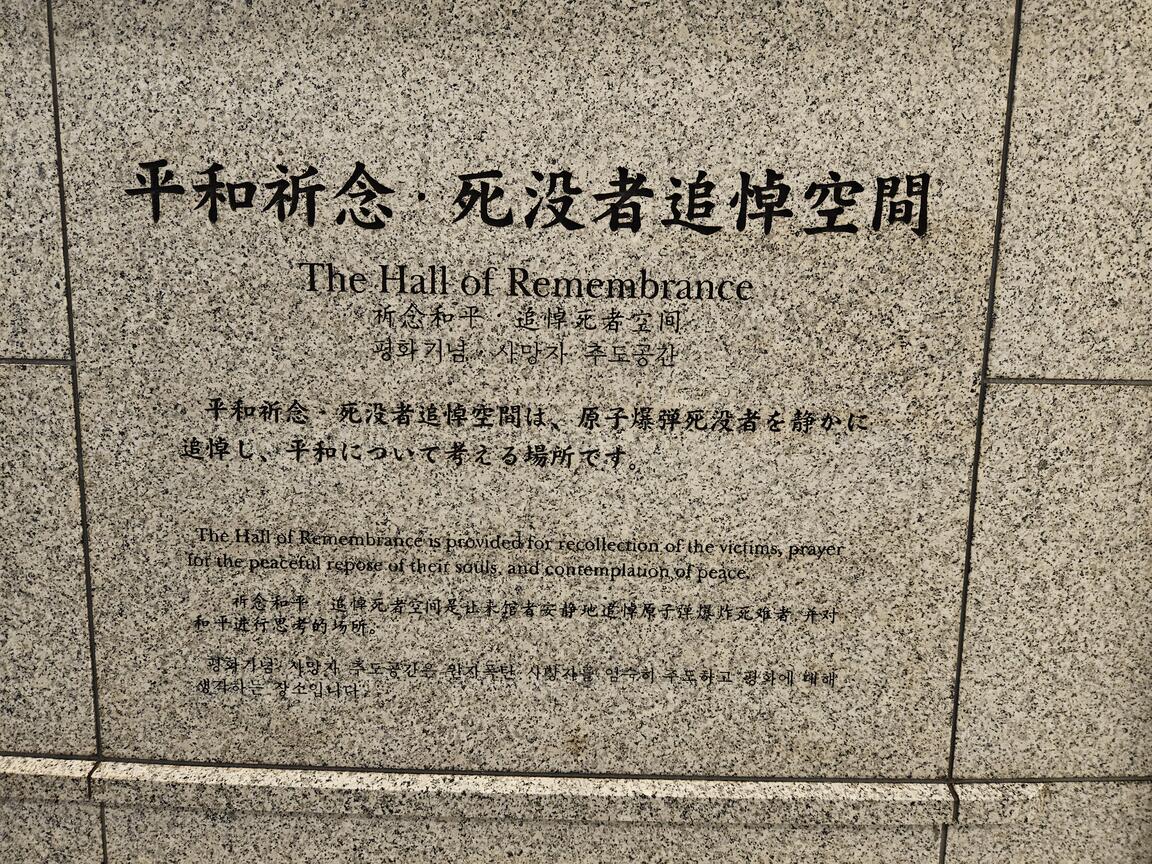 平和祈念・死没者追悼空間
The Hall of Remembrance
祈念和平・追悼死者空间
평화기념・사망자 추도공간
平和祈念・死没者追悼空間は、原子爆弾死没者を静かに
追悼し、平和について考える場所です。
The Hall of Remembrance is provided for recollection of the victims, prayer
for the peaceful repose of their souls, and contemplation of peace.
祈念和平・追悼死者空间是让来馆者安静地追悼原子弹爆炸死难者 并对
和平进行思考的场所。
평화기념・사망자 추도공간은 원자폭탄 사망자를 엄숙히 추도하고 평화에 대해
생각하는 장소입니다.